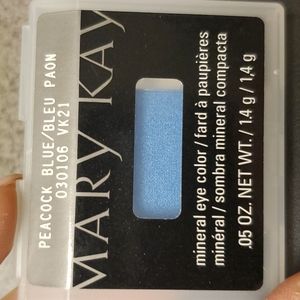 PEACOCK BLUE/BLEU PAON
030106 VK21
MARY KAY
mineral eye color / fard à paupières
minéral / sombra mineral compacta
.05 OZ. NET WT. / 1,4 g / 1.4 g